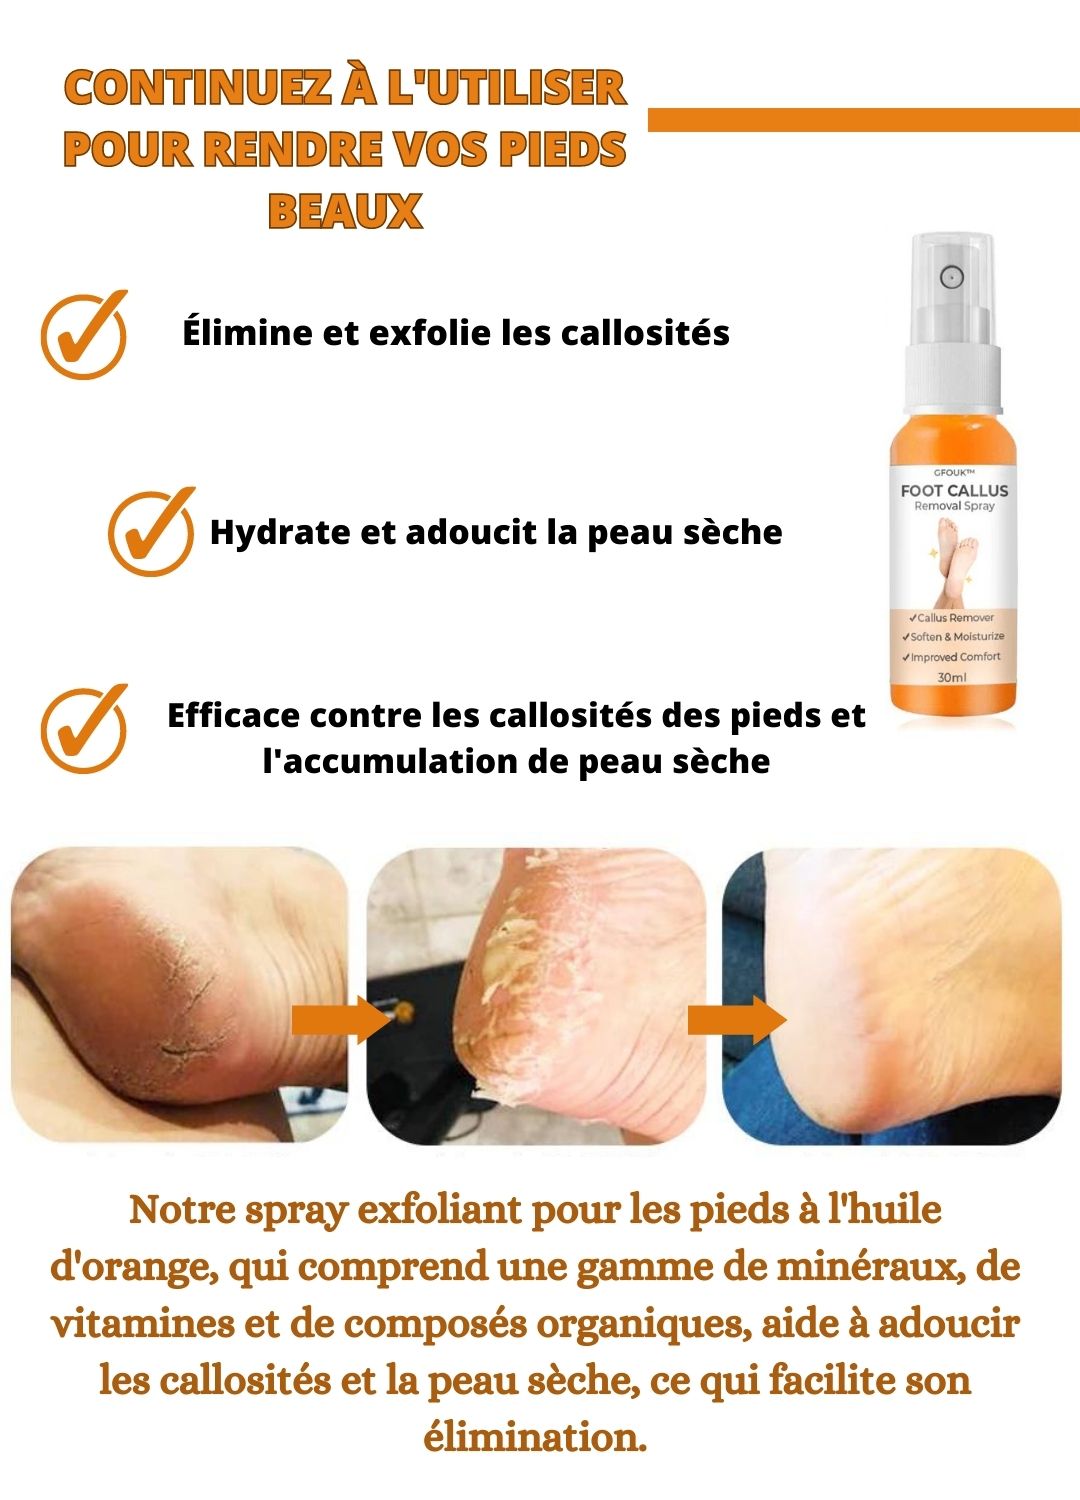 CONTINUEZ À L'UTILISER
POUR RENDRE VOS PIEDS
BEAUX
Élimine et exfolie les callosités
Hydrate et adoucit la peau sèche
Efficace contre les callosités des pieds et
l'accumulation de peau sèche
GFOUK™
FOOT CALLUS
Removal Spray
✓Callus Remover
✓Soften & Moisturize
✓Improved Comfort
30ml
Notre spray exfoliant pour les pieds à l'huile
d'orange, qui comprend une gamme de minéraux, de
vitamines et de composés organiques, aide à adoucir
les callosités et la peau sèche, ce qui facilite son
élimination.